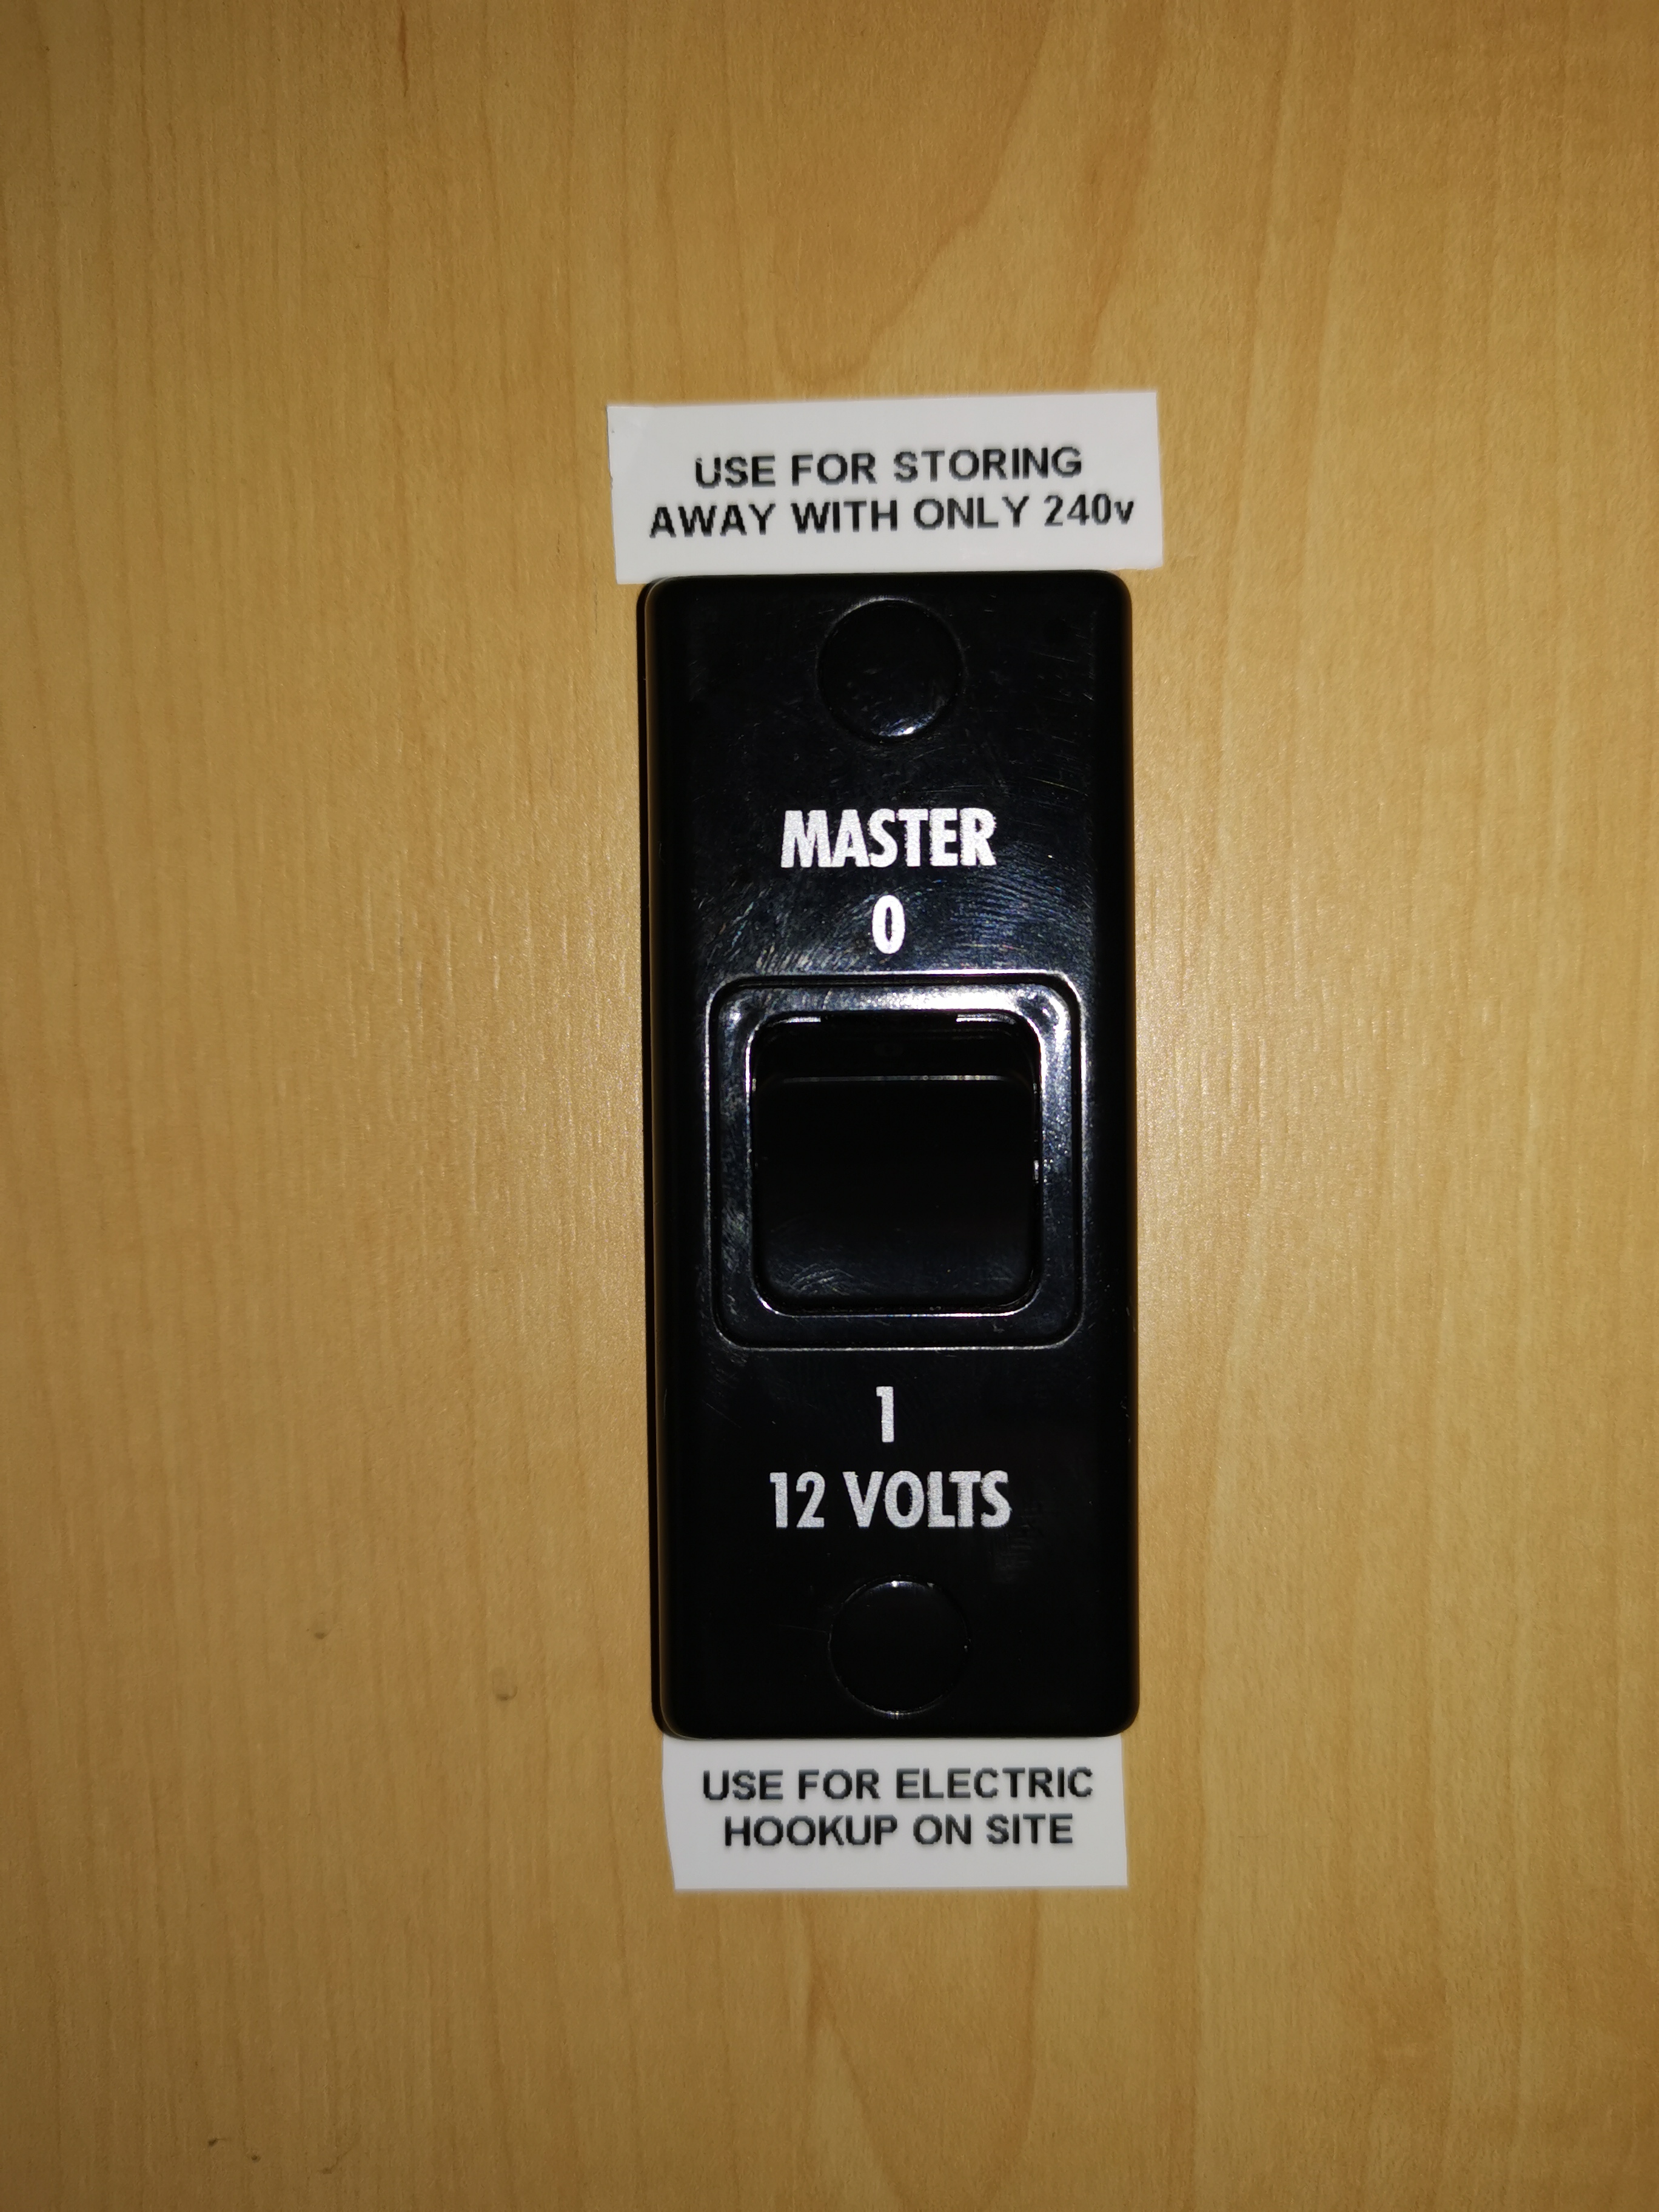 USE FOR STORING
AWAY WITH ONLY 240v
MASTER
0
1
12 VOLTS
USE FOR ELECTRIC
HOOKUP ON SITE